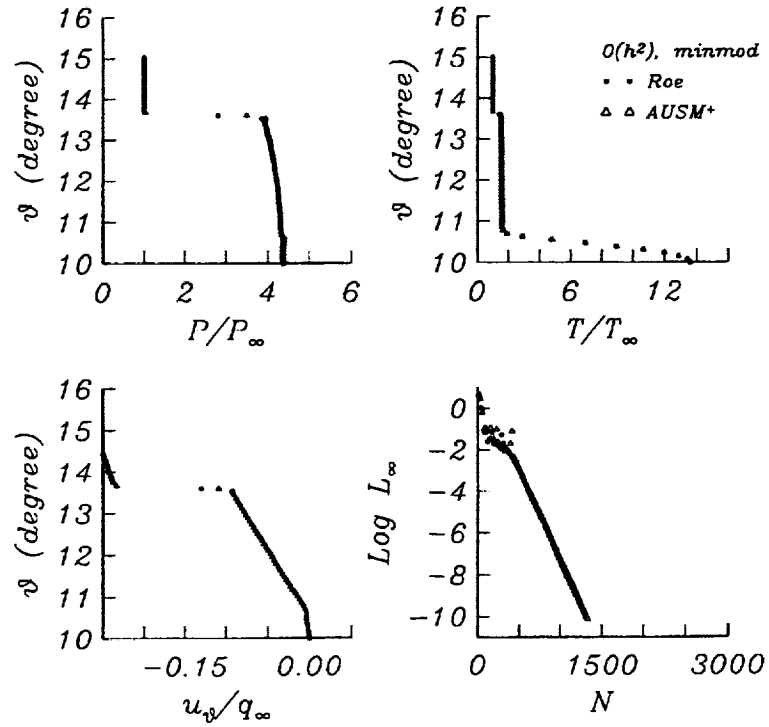 16
15
14
13
12
11
10
ϑ (degree)
0 2 4 6
P/P∞
16
15
14
13
12
11
10
ϑ (degree)
O(h²), minmod
Roe
AUSM⁺
0 6 12
T/T∞
16
15
14
13
12
11
10
ϑ (degree)
−0.15 0.00
uϑ/q∞
0
−2
−4
−6
−8
−10
Log L∞
0 1500 3000
N